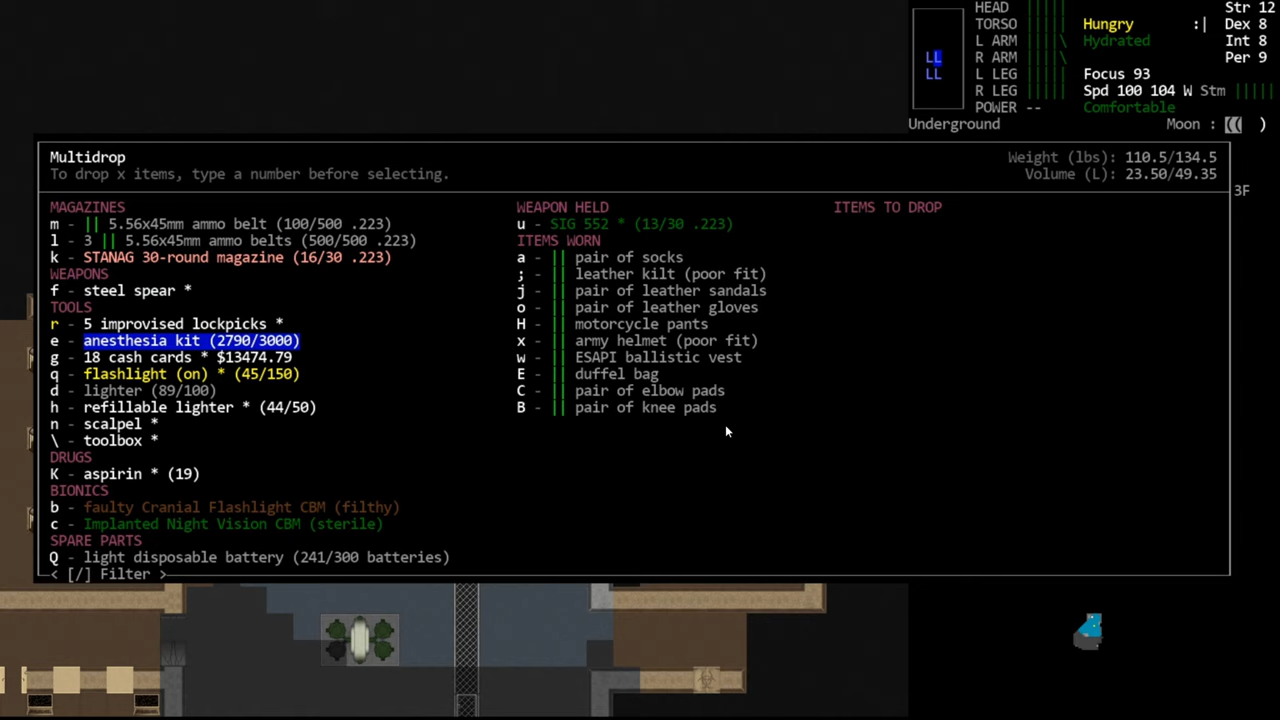 HEAD ||||| Str 12
TORSO ||||| Hungry :| Dex 8
L ARM ||||\ Hydrated Int 8
R ARM ||||\ Per 9
L LEG ||||| Focus 93
R LEG ||||| Spd 100 104 W Stm |||||
POWER -- Comfortable
LL
LL
Underground Moon : (( )
Multidrop Weight (lbs): 110.5/134.5
To drop x items, type a number before selecting. Volume (L): 23.50/49.35
3F
MAGAZINES
m - || 5.56x45mm ammo belt (100/500 .223)
l - 3 || 5.56x45mm ammo belts (500/500 .223)
k - STANAG 30-round magazine (16/30 .223)
WEAPONS
f - steel spear *
TOOLS
r - 5 improvised lockpicks *
e - anesthesia kit (2790/3000)
g - 18 cash cards * $13474.79
q - flashlight (on) * (45/150)
d - lighter (89/100)
h - refillable lighter * (44/50)
n - scalpel *
\ - toolbox *
DRUGS
K - aspirin * (19)
BIONICS
b - faulty Cranial Flashlight CBM (filthy)
c - Implanted Night Vision CBM (sterile)
SPARE PARTS
Q - light disposable battery (241/300 batteries)
< [/] Filter >
WEAPON HELD
u - SIG 552 * (13/30 .223)
ITEMS WORN
a - || pair of socks
; - || leather kilt (poor fit)
j - || pair of leather sandals
o - || pair of leather gloves
H - || motorcycle pants
x - || army helmet (poor fit)
w - || ESAPI ballistic vest
E - || duffel bag
C - || pair of elbow pads
B - || pair of knee pads
ITEMS TO DROP